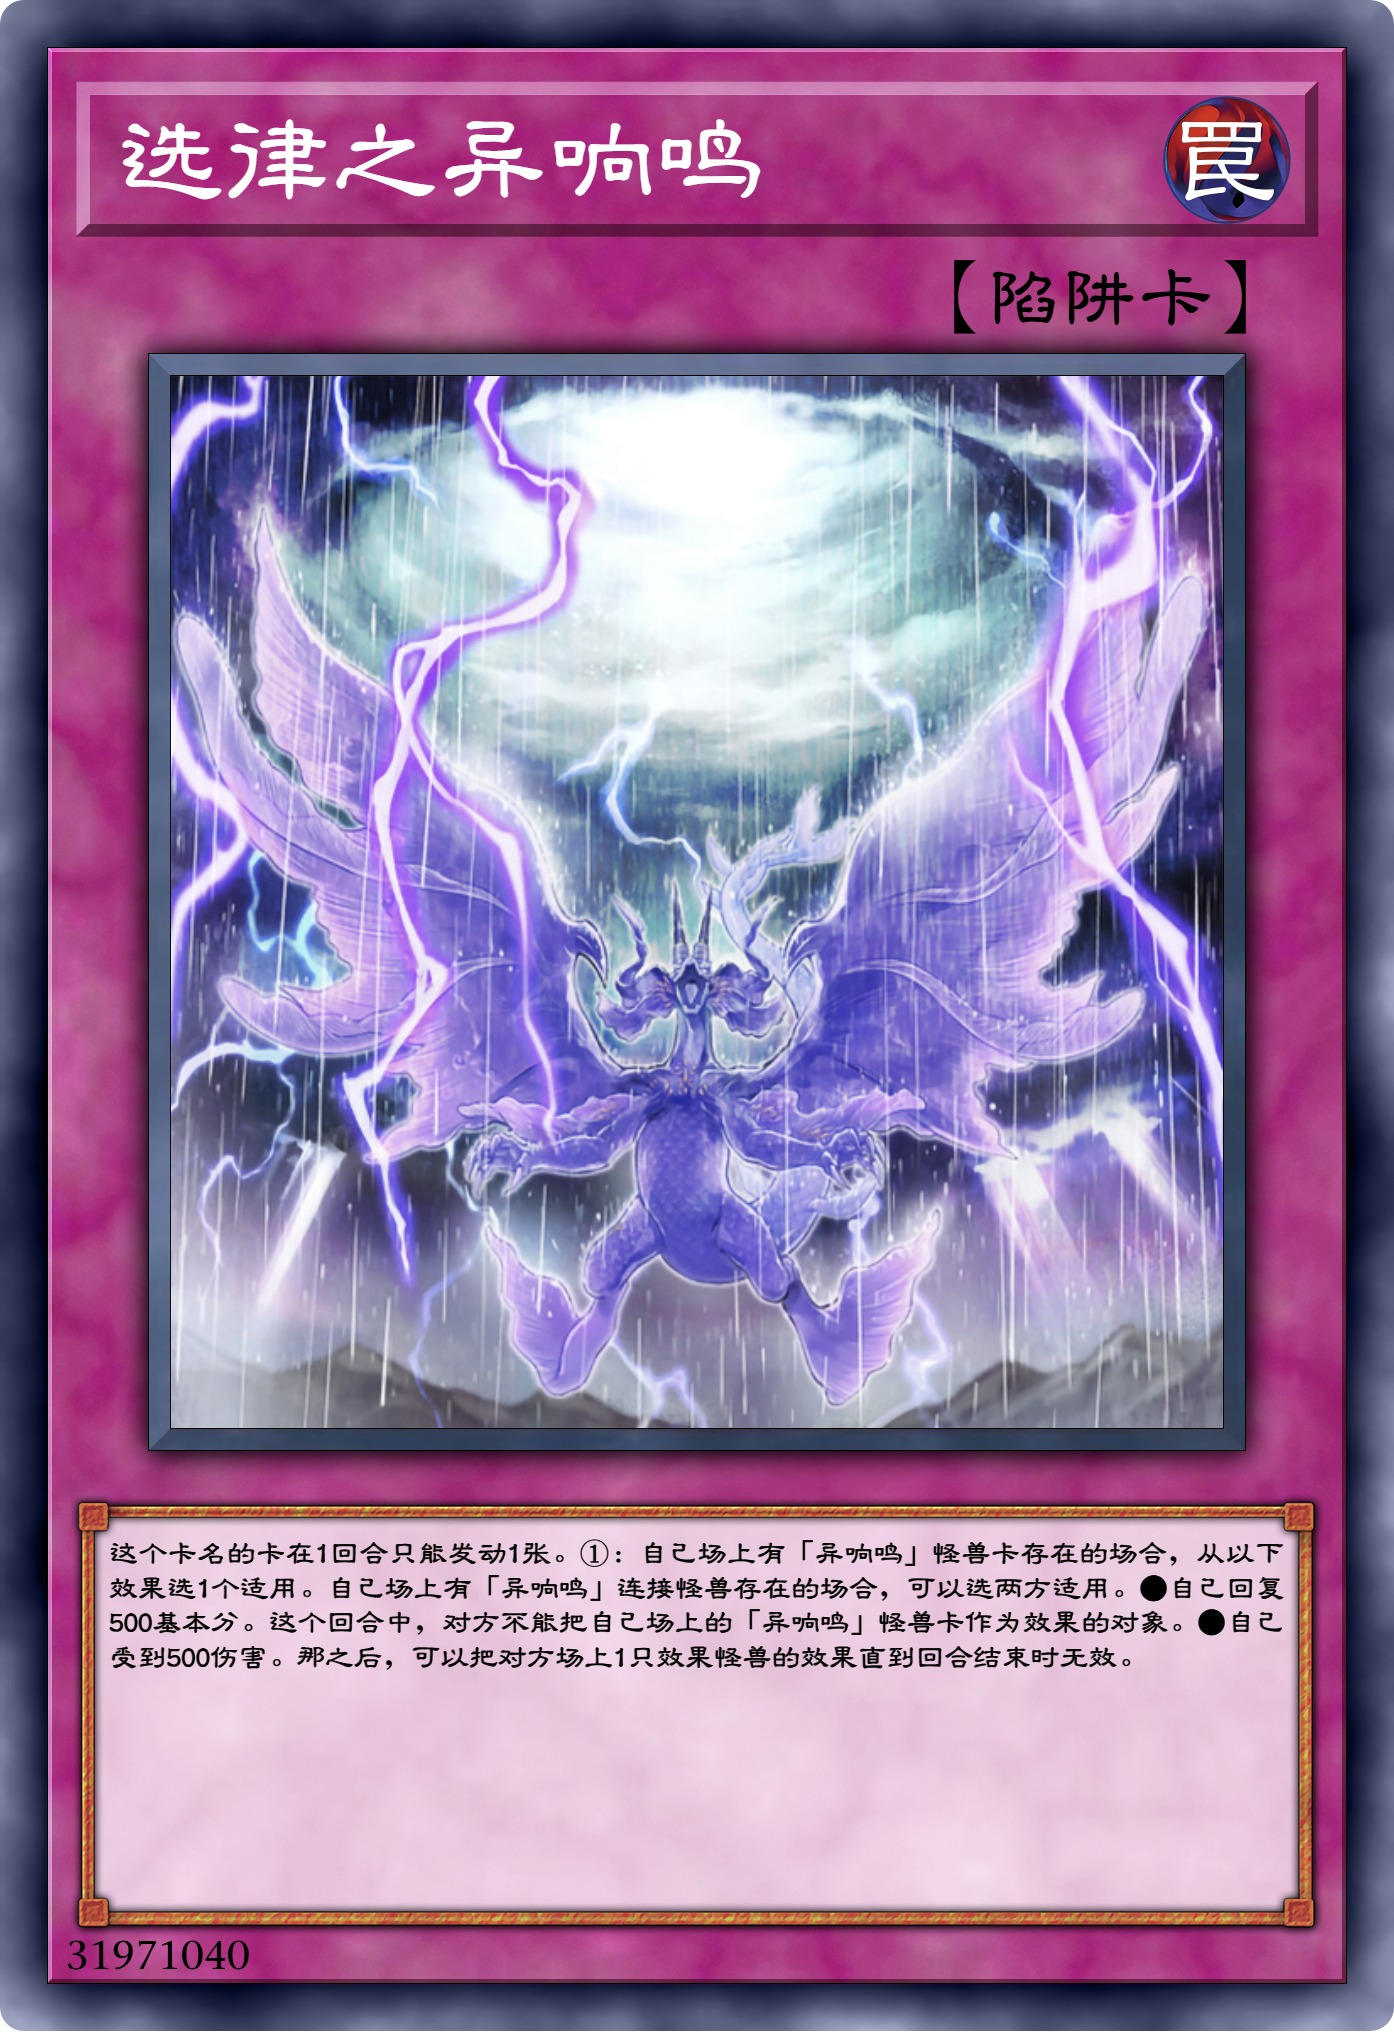 选律之异响鸣
罠
【陷阱卡】
这个卡名的卡在1回合只能发动1张。①：自己场上有「异响鸣」怪兽卡存在的场合，从以下
效果选1个适用。自己场上有「异响鸣」连接怪兽存在的场合，可以选两方适用。●自己回复
500基本分。这个回合中，对方不能把自己场上的「异响鸣」怪兽卡作为效果的对象。●自己
受到500伤害。那之后，可以把对方场上1只效果怪兽的效果直到回合结束时无效。
31971040